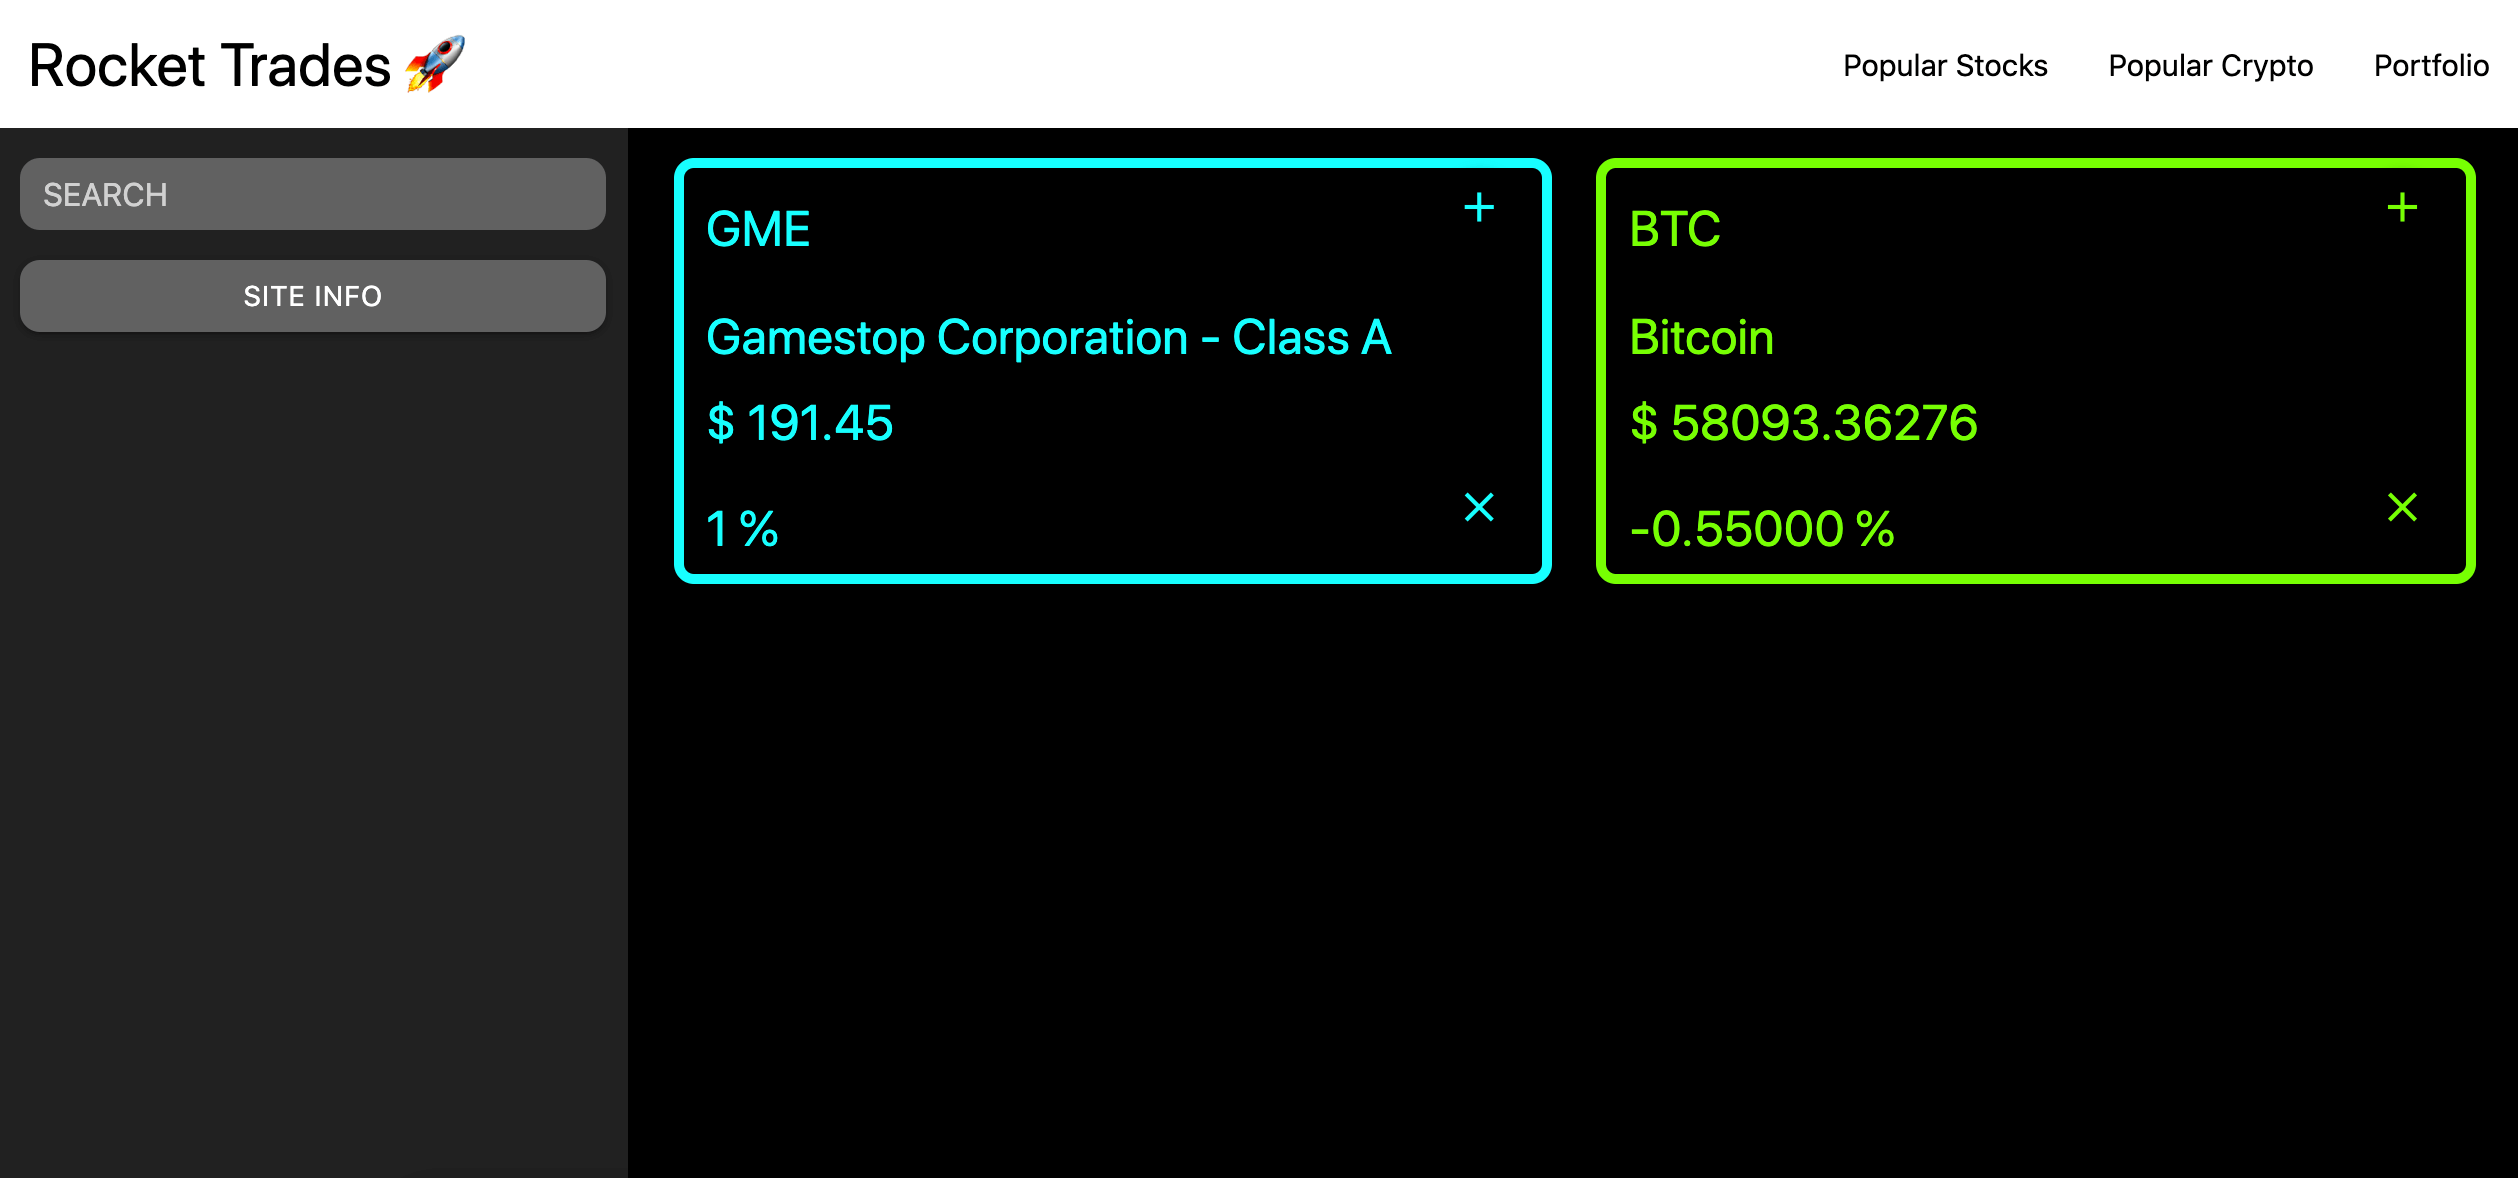 Rocket Trades 🚀
Popular Stocks
Popular Crypto
Portfolio
SEARCH
SITE INFO
GME
+
Gamestop Corporation - Class A
$ 191.45
1 %
×
BTC
+
Bitcoin
$ 58093.36276
-0.55000 %
×